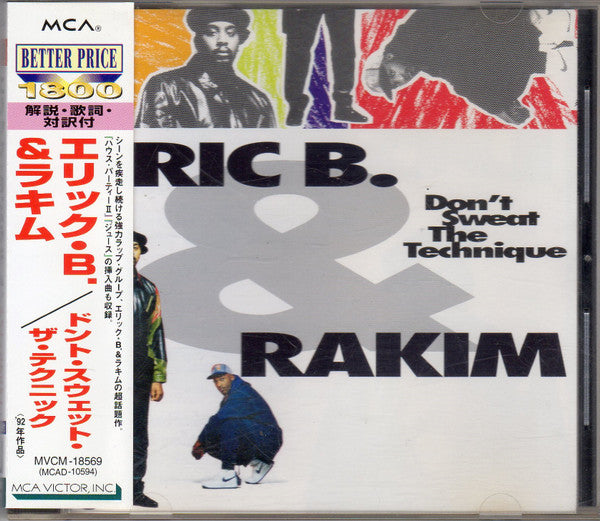 MCA®
BETTER PRICE
1800
解説・歌詞・
対訳付
エリック・B.
&ラキム
ドント・スウェット・
ザ・テクニック
〈'92年作品〉
シーンを疾走し続ける強力ラップ・グループ、エリック・B.&ラキムの超話題作。
「ハウス・パーティーII」「ジュース」の挿入曲も収録。
MVCM-18569
(MCAD-10594)
MCA VICTOR, INC.
RIC B.
&
Don't
Sweat
The
Technique
RAKIM